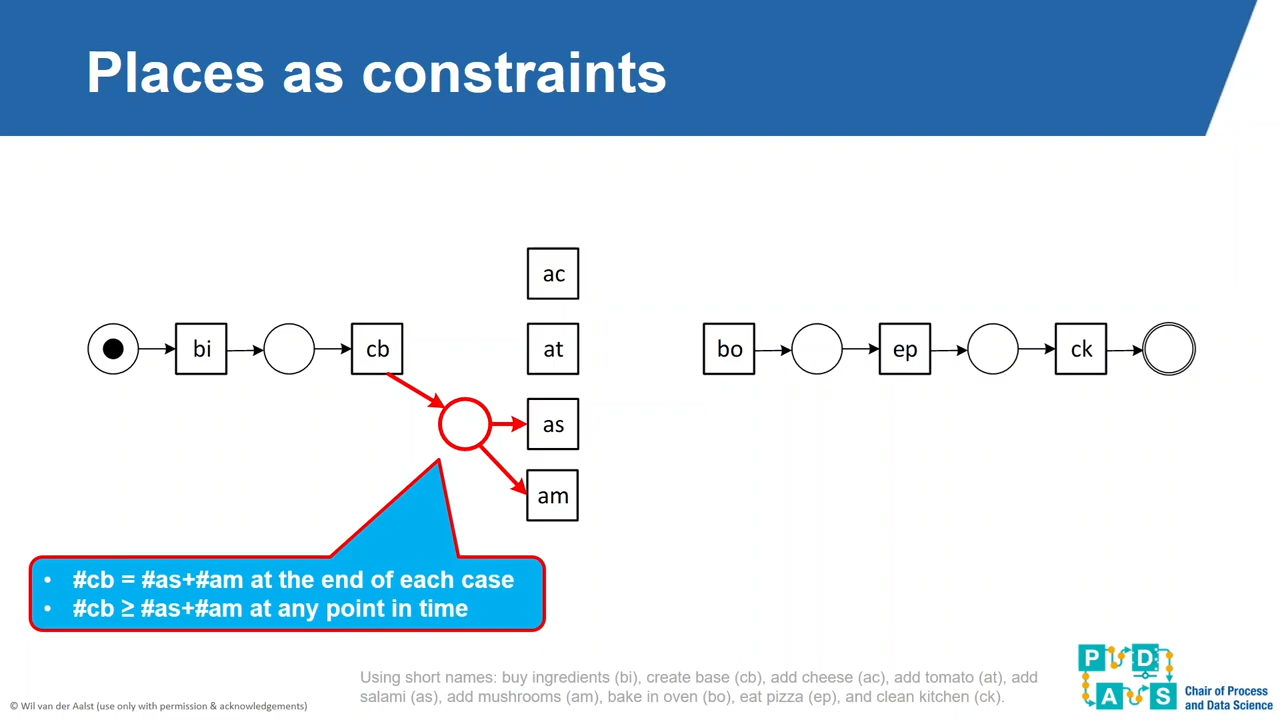 Places as constraints
ac
bi
cb
at
bo
ep
ck
as
am
• #cb = #as+#am at the end of each case
• #cb ≥ #as+#am at any point in time
Using short names: buy ingredients (bi), create base (cb), add cheese (ac), add tomato (at), add
salami (as), add mushrooms (am), bake in oven (bo), eat pizza (ep), and clean kitchen (ck).
© Wil van der Aalst (use only with permission & acknowledgements)
P D
A S
Chair of Process
and Data Science